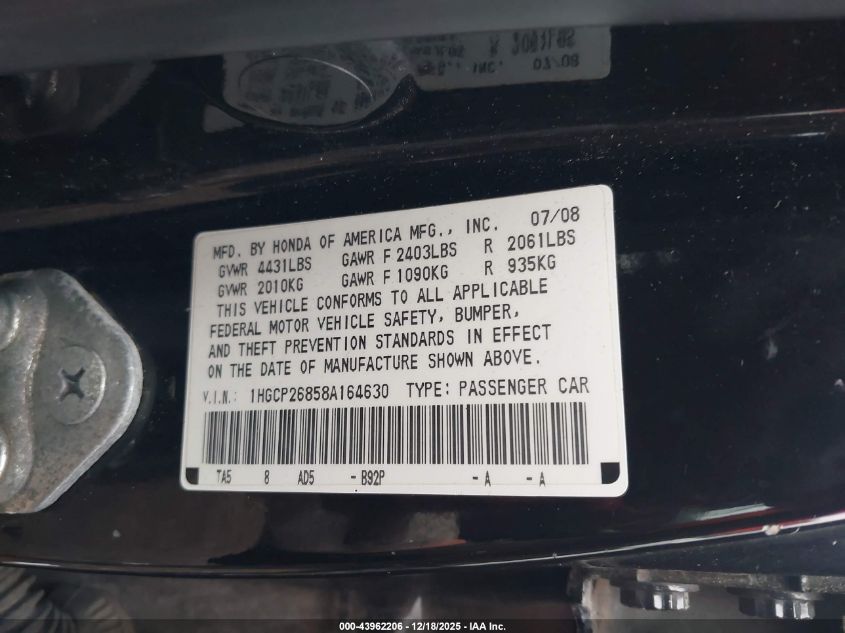 MFD. BY HONDA OF AMERICA MFG., INC. 07/08
GVWR 4431LBS GAWR F 2403LBS R 2061LBS
GVWR 2010KG GAWR F 1090KG R 935KG
THIS VEHICLE CONFORMS TO ALL APPLICABLE
FEDERAL MOTOR VEHICLE SAFETY, BUMPER,
AND THEFT PREVENTION STANDARDS IN EFFECT
ON THE DATE OF MANUFACTURE SHOWN ABOVE.
V.I.N.: 1HGCP26858A164630 TYPE: PASSENGER CAR
TA5 8 AD5 - B92P - A - A
000-43962206 - 12/18/2025 - IAA Inc.